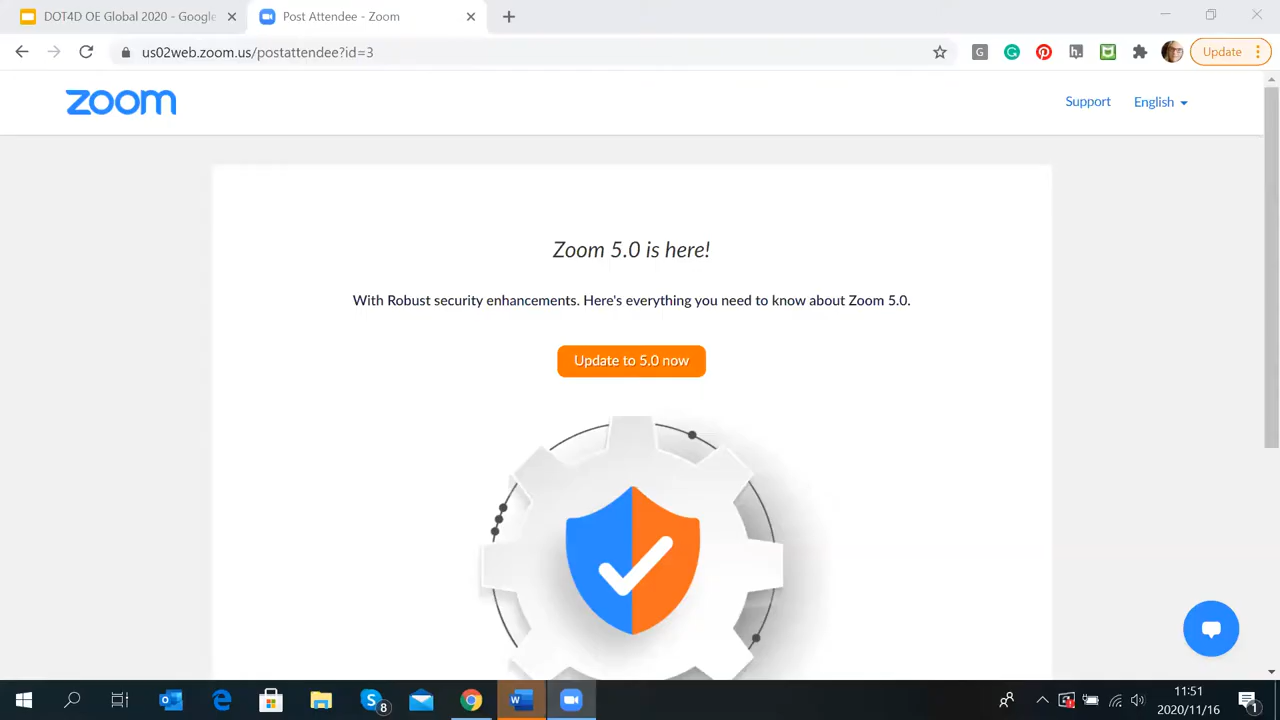 DOT4D OE Global 2020 - Google
Post Attendee - Zoom
us02web.zoom.us/postattendee?id=3
Update
zoom
Support
English
Zoom 5.0 is here!
With Robust security enhancements. Here's everything you need to know about Zoom 5.0.
Update to 5.0 now
8
11:51
2020/11/16
1